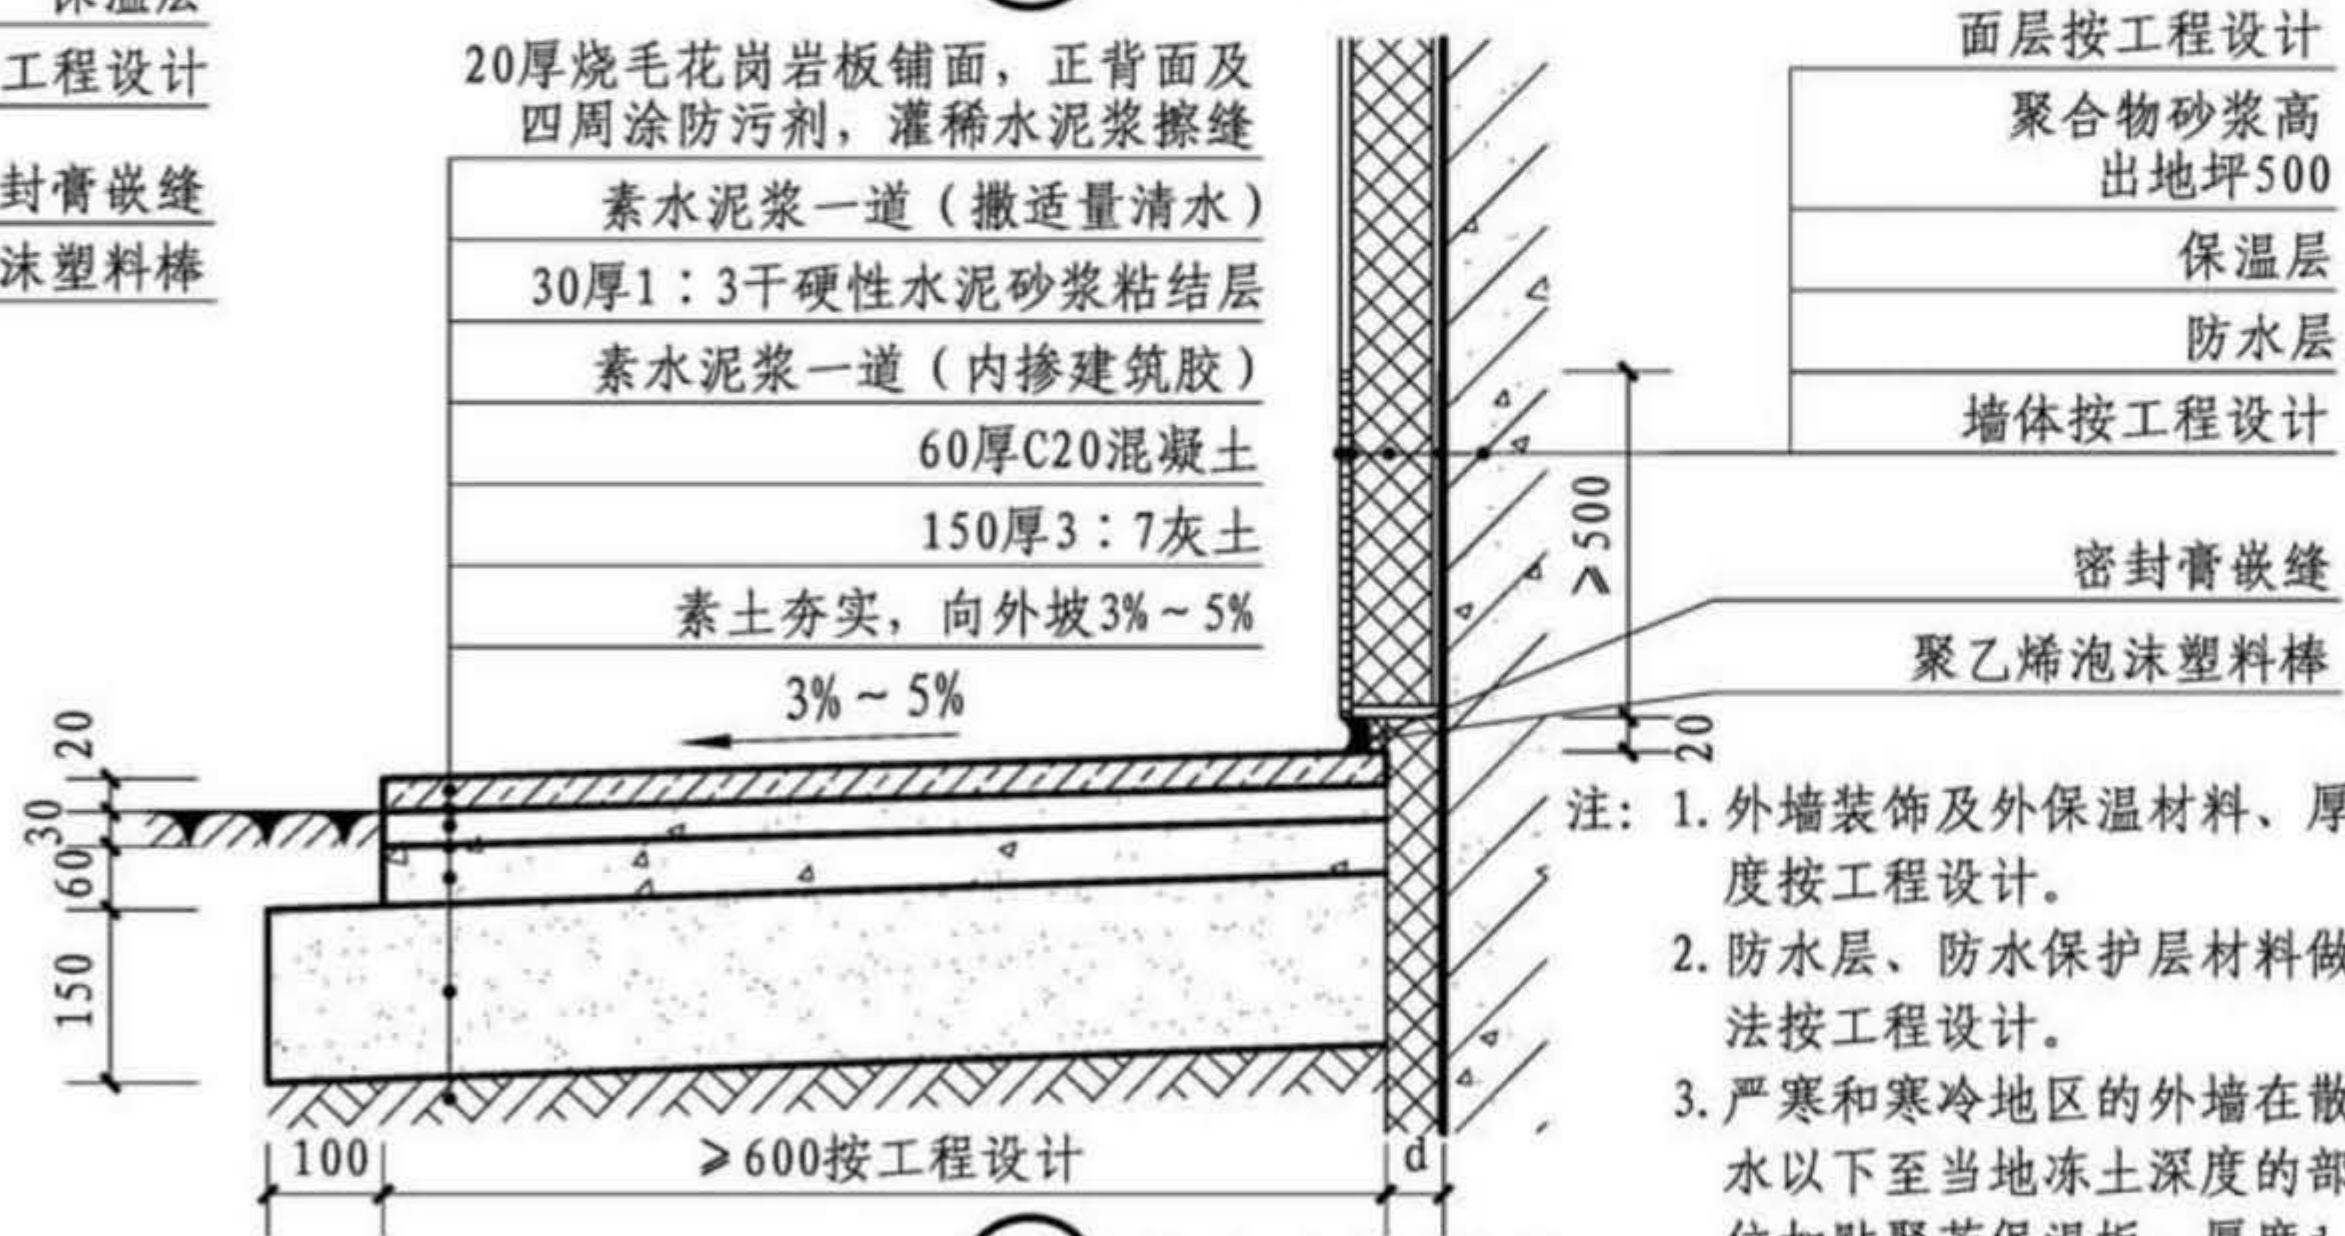 保温层
工程设计
封膏嵌缝
沫塑料棒
20厚烧毛花岗岩板铺面，正背面及
四周涂防污剂，灌稀水泥浆擦缝
素水泥浆一道（撒适量清水）
30厚1：3干硬性水泥砂浆粘结层
素水泥浆一道（内掺建筑胶）
60厚C20混凝土
150厚3：7灰土
素土夯实，向外坡3%~5%
3%~5%
20
30
60
150
100
≥600按工程设计
d
面层按工程设计
聚合物砂浆高
出地坪500
保温层
防水层
墙体按工程设计
≥500
密封膏嵌缝
聚乙烯泡沫塑料棒
20
注：1.外墙装饰及外保温材料、厚
度按工程设计。
2.防水层、防水保护层材料做
法按工程设计。
3.严寒和寒冷地区的外墙在散
水以下至当地冻土深度的部